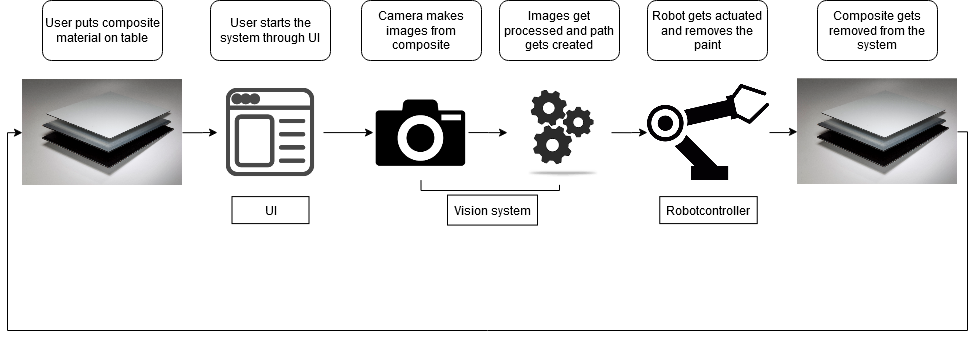 User puts composite
material on table
User starts the
system through UI
Camera makes
images from
composite
Images get
processed and path
gets created
Robot gets actuated
and removes the
paint
Composite gets
removed from the
system
UI
Vision system
Robotcontroller